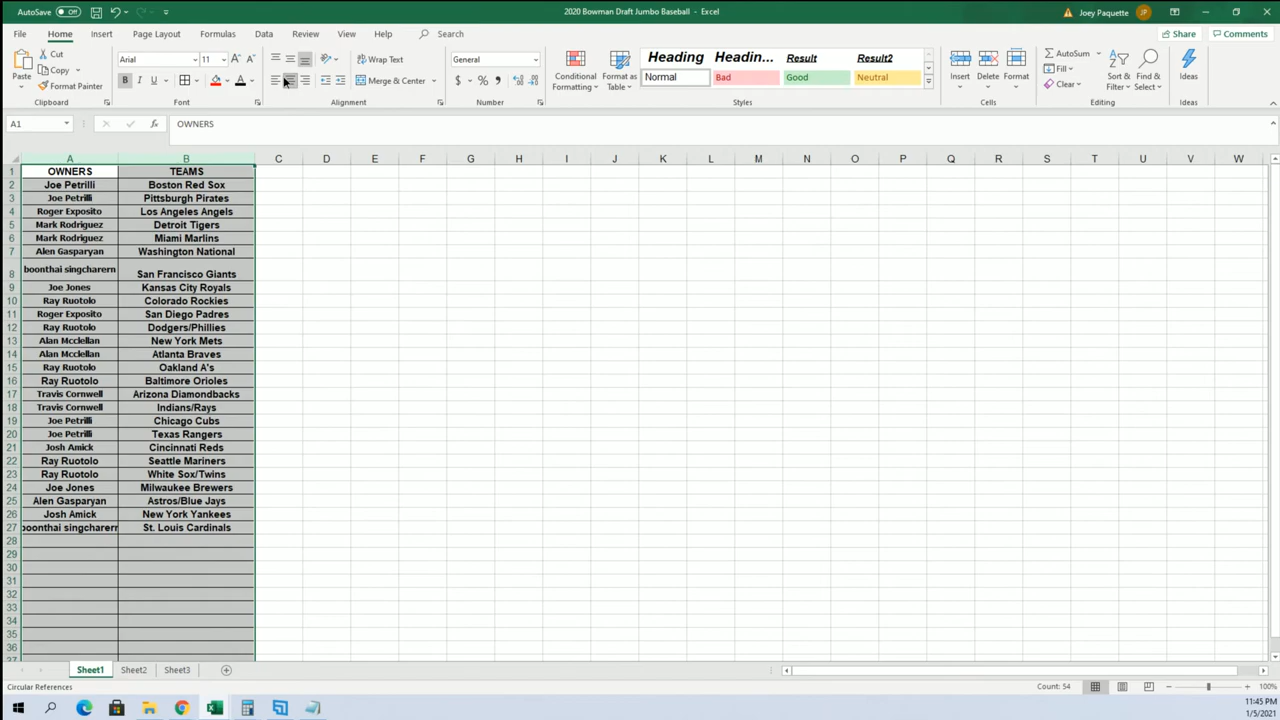 AutoSave Off 2020 Bowman Draft Jumbo Baseball - Excel Joey Paquette JP
File Home Insert Page Layout Formulas Data Review View Help Search Share Comments
Paste Cut Copy Format Painter Clipboard
Arial 11 A A B I U A Font
Wrap Text Merge & Center Alignment
General $ % , Number
Conditional Formatting Format as Table
Heading Headin... Result Result2
Normal Bad Good Neutral Styles
Insert Delete Format Cells
AutoSum Fill Clear Sort & Filter Find & Select Editing
Ideas Ideas
A1 fx OWNERS
A B C D E F G H I J K L M N O P Q R S T U V W
1 OWNERS TEAMS
2 Joe Petrilli Boston Red Sox
3 Joe Petrilli Pittsburgh Pirates
4 Roger Exposito Los Angeles Angels
5 Mark Rodriguez Detroit Tigers
6 Mark Rodriguez Miami Marlins
7 Alen Gasparyan Washington National
8 boonthai singcharern San Francisco Giants
9 Joe Jones Kansas City Royals
10 Ray Ruotolo Colorado Rockies
11 Roger Exposito San Diego Padres
12 Ray Ruotolo Dodgers/Phillies
13 Alan Mcclellan New York Mets
14 Alan Mcclellan Atlanta Braves
15 Ray Ruotolo Oakland A's
16 Ray Ruotolo Baltimore Orioles
17 Travis Cornwell Arizona Diamondbacks
18 Travis Cornwell Indians/Rays
19 Joe Petrilli Chicago Cubs
20 Joe Petrilli Texas Rangers
21 Josh Amick Cincinnati Reds
22 Ray Ruotolo Seattle Mariners
23 Ray Ruotolo White Sox/Twins
24 Joe Jones Milwaukee Brewers
25 Alen Gasparyan Astros/Blue Jays
26 Josh Amick New York Yankees
27 boonthai singcharern St. Louis Cardinals
28
29
30
31
32
33
34
35
36
37
Sheet1 Sheet2 Sheet3
Circular References Count: 54 100%
11:45 PM
1/5/2021